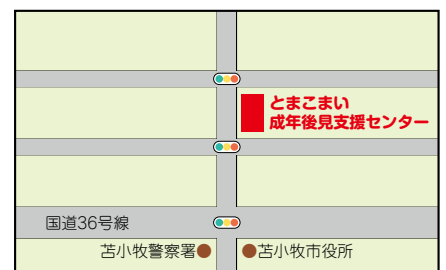 とまこまい
成年後見支援センター
国道36号線
苫小牧警察署
苫小牧市役所